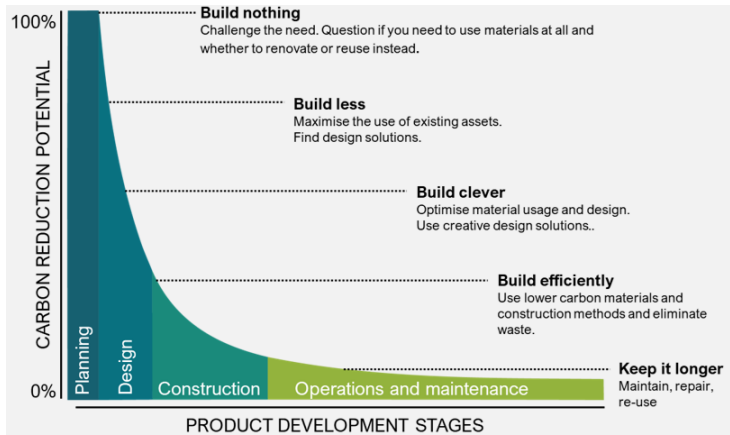 100%
CARBON REDUCTION POTENTIAL
0%
Build nothing
Challenge the need. Question if you need to use materials at all and
whether to renovate or reuse instead.
Build less
Maximise the use of existing assets.
Find design solutions.
Build clever
Optimise material usage and design.
Use creative design solutions..
Build efficiently
Use lower carbon materials and
construction methods and eliminate
waste.
Keep it longer
Maintain, repair,
re-use
Planning
Design
Construction
Operations and maintenance
PRODUCT DEVELOPMENT STAGES